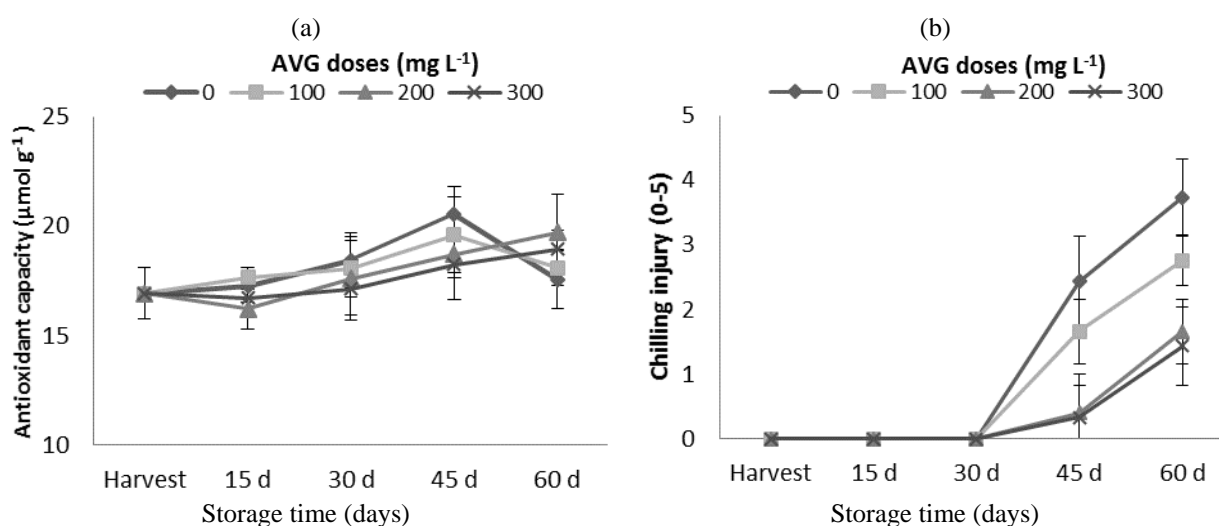 (a)
AVG doses (mg L⁻¹)
0 100 200 300
Antioxidant capacity (µmol g⁻¹)
25
20
15
10
Harvest 15 d 30 d 45 d 60 d
Storage time (days)
(b)
AVG doses (mg L⁻¹)
0 100 200 300
Chilling injury (0-5)
5
4
3
2
1
0
Harvest 15 d 30 d 45 d 60 d
Storage time (days)